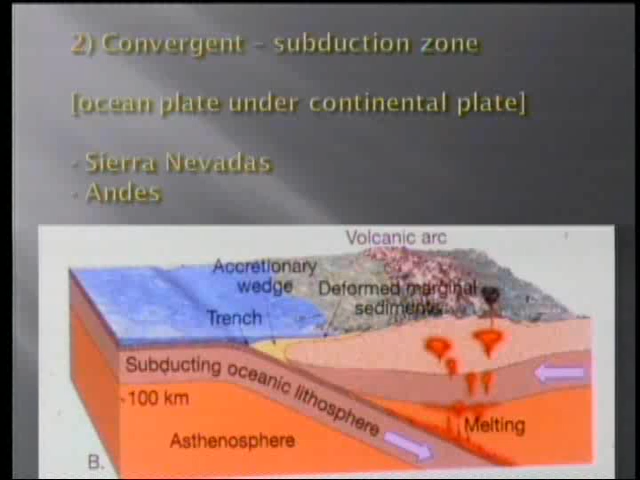 2) Convergent – subduction zone
[ocean plate under continental plate]
- Sierra Nevadas
- Andes
Volcanic arc
Accretionary
wedge
Deformed marginal
sediments
Trench
Subducting oceanic lithosphere
100 km
Melting
Asthenosphere
B.